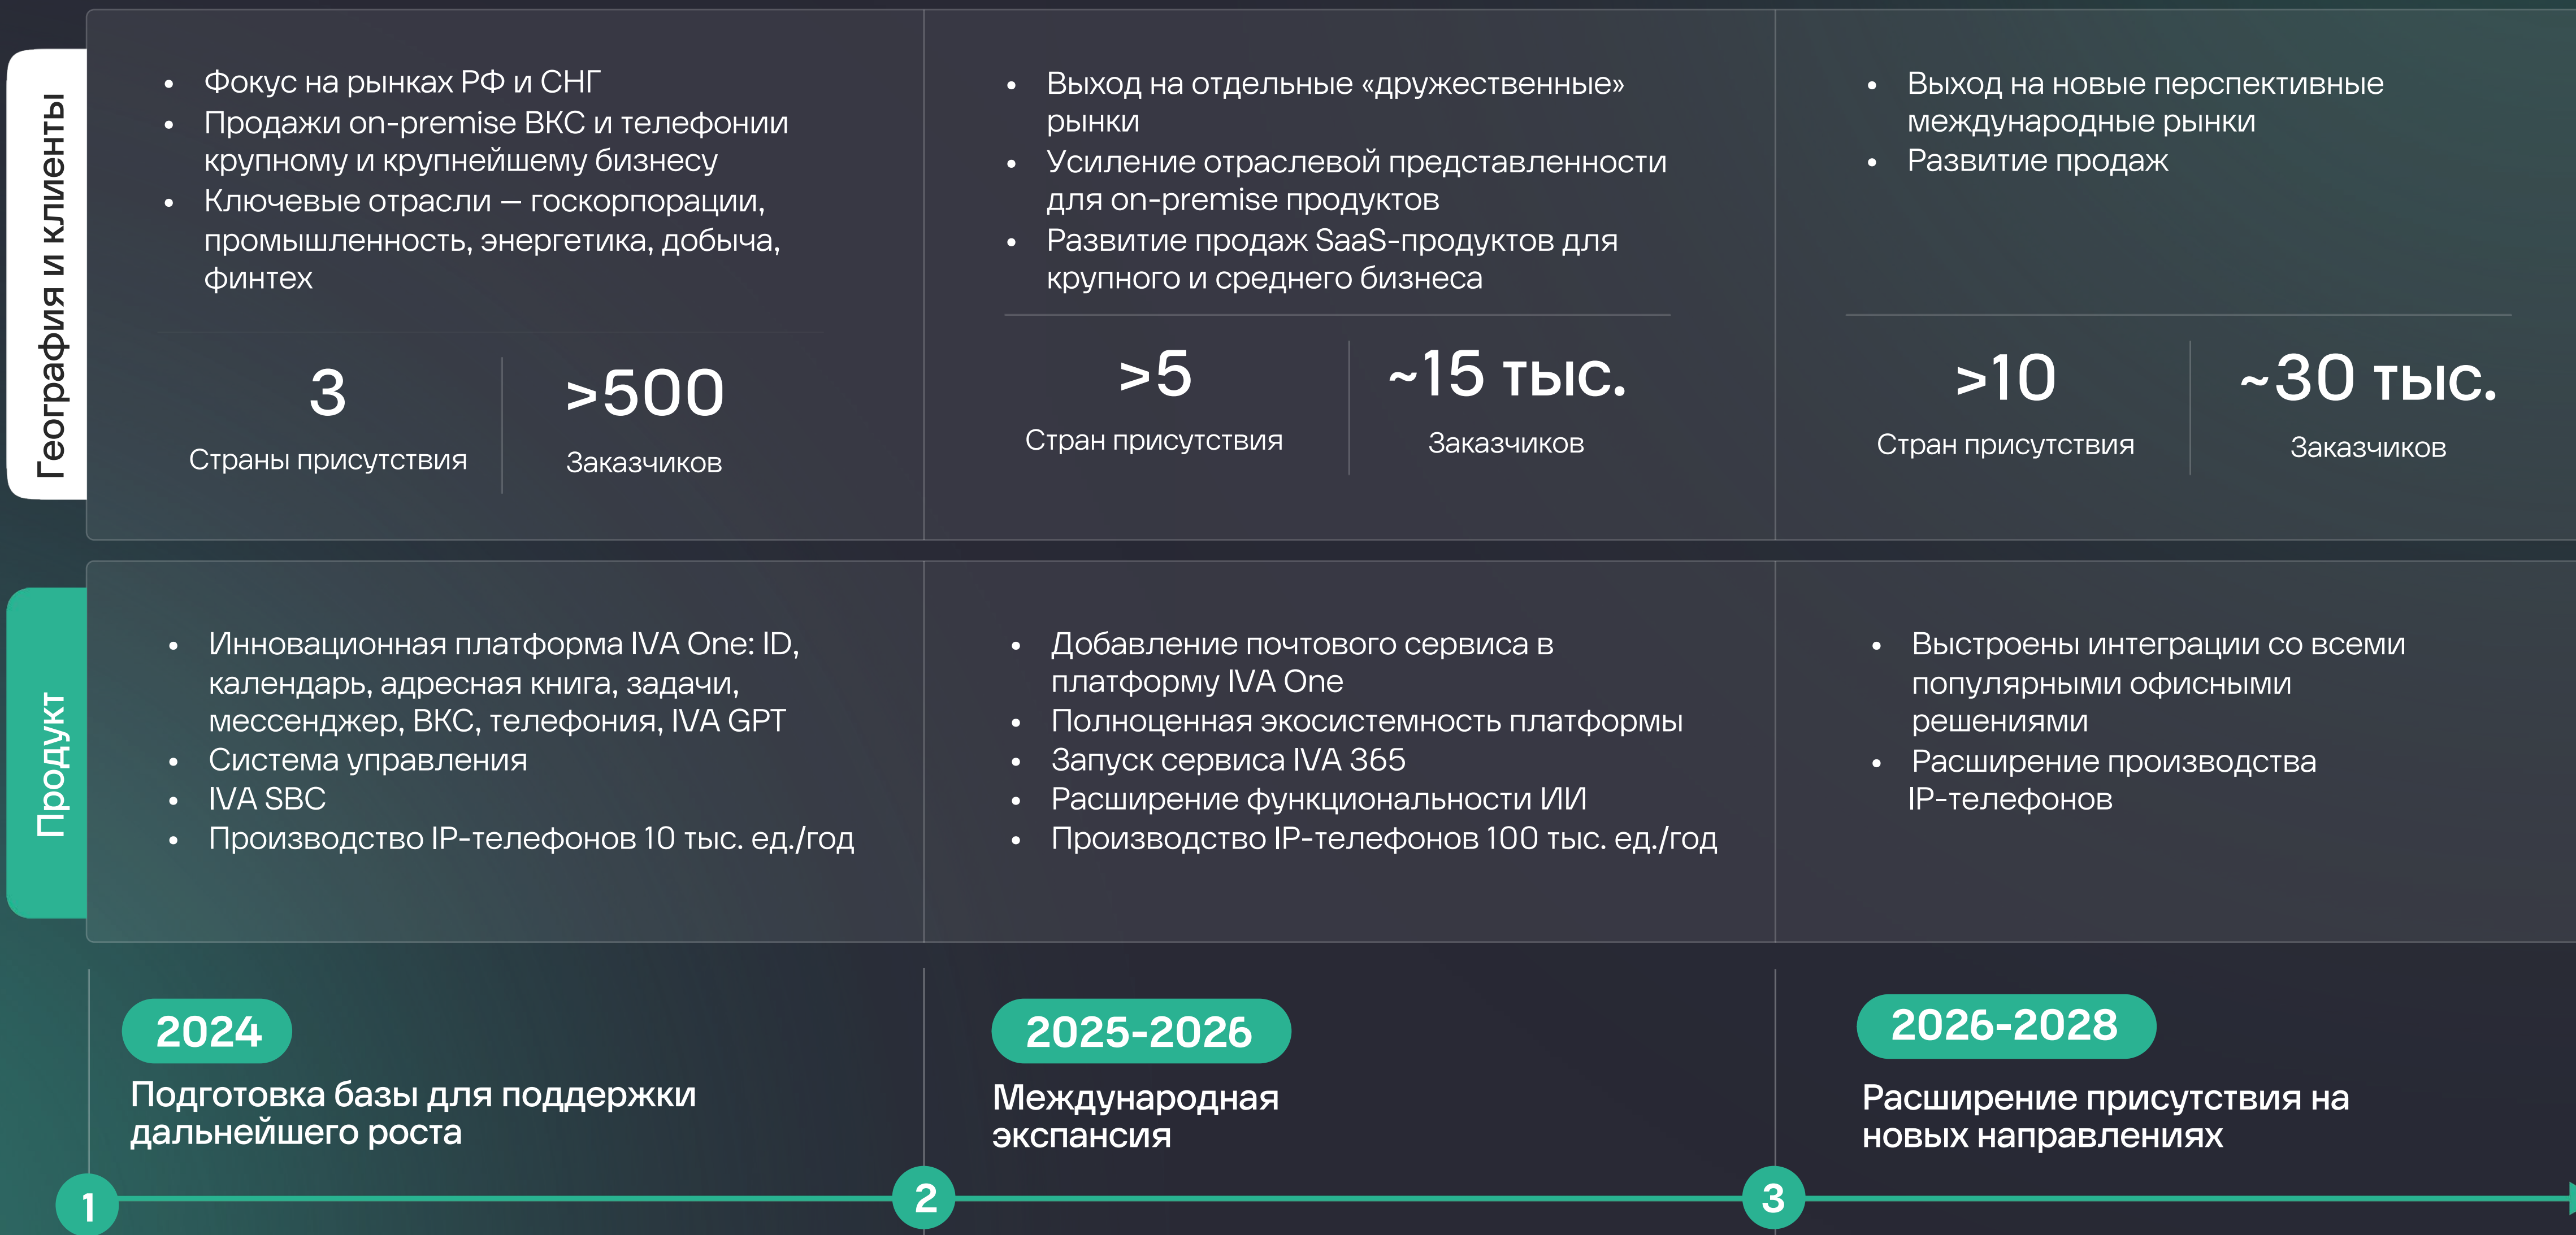 География и клиенты
• Фокус на рынках РФ и СНГ
• Продажи on-premise ВКС и телефонии
крупному и крупнейшему бизнесу
• Ключевые отрасли — госкорпорации,
промышленность, энергетика, добыча,
финтех
3
Страны присутствия
>500
Заказчиков
• Выход на отдельные «дружественные»
рынки
• Усиление отраслевой представленности
для on-premise продуктов
• Развитие продаж SaaS-продуктов для
крупного и среднего бизнеса
>5
Стран присутствия
~15 тыс.
Заказчиков
• Выход на новые перспективные
международные рынки
• Развитие продаж
>10
Стран присутствия
~30 тыс.
Заказчиков
Продукт
• Инновационная платформа IVA One: ID,
календарь, адресная книга, задачи,
мессенджер, ВКС, телефония, IVA GPT
• Система управления
• IVA SBC
• Производство IP-телефонов 10 тыс. ед./год
• Добавление почтового сервиса в
платформу IVA One
• Полноценная экосистемность платформы
• Запуск сервиса IVA 365
• Расширение функциональности ИИ
• Производство IP-телефонов 100 тыс. ед./год
• Выстроены интеграции со всеми
популярными офисными
решениями
• Расширение производства
IP-телефонов
2024
Подготовка базы для поддержки
дальнейшего роста
1
2025-2026
Международная
экспансия
2
2026-2028
Расширение присутствия на
новых направлениях
3